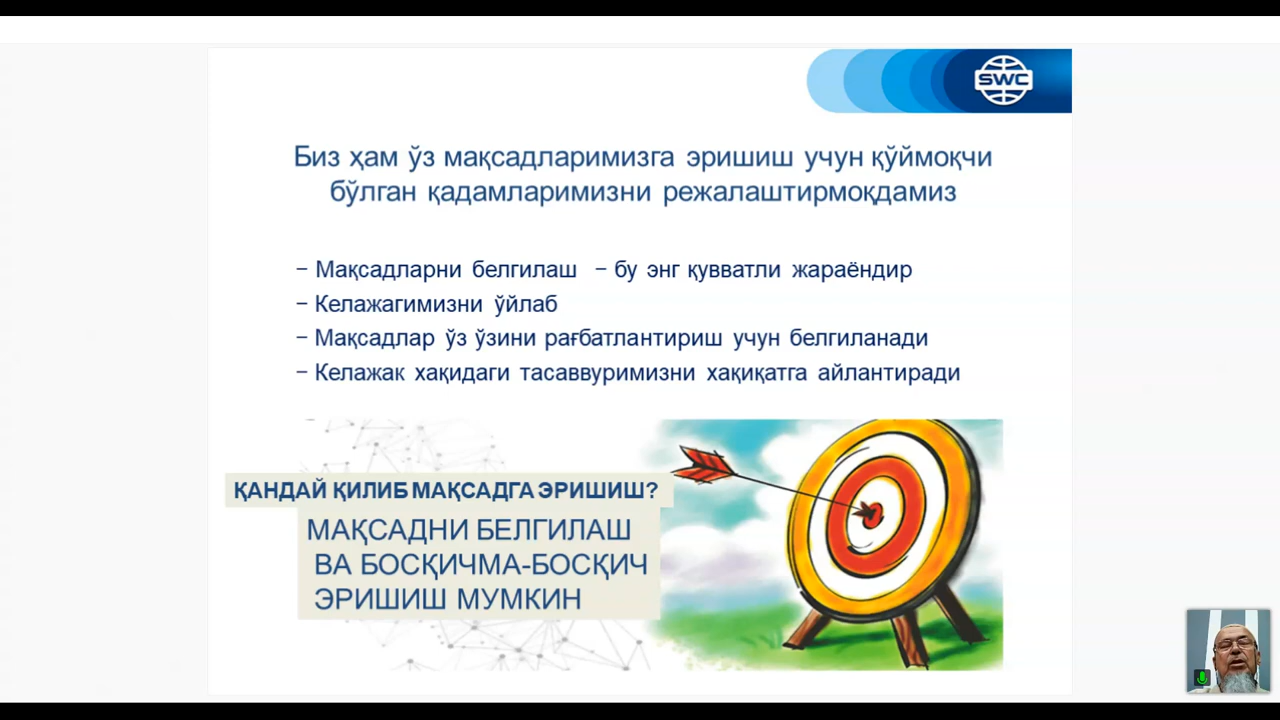 SWC
Биз ҳам ўз мақсадларимизга эришиш учун қўймоқчи
бўлган қадамларимизни режалаштирмоқдамиз
− Мақсадларни белгилаш − бу энг қувватли жараёндир
− Келажагимизни ўйлаб
− Мақсадлар ўз ўзини рағбатлантириш учун белгиланади
− Келажак хақидаги тасаввуримизни хақиқатга айлантиради
ҚАНДАЙ ҚИЛИБ МАҚСАДГА ЭРИШИШ?
МАҚСАДНИ БЕЛГИЛАШ
ВА БОСҚИЧМА-БОСҚИЧ
ЭРИШИШ МУМКИН